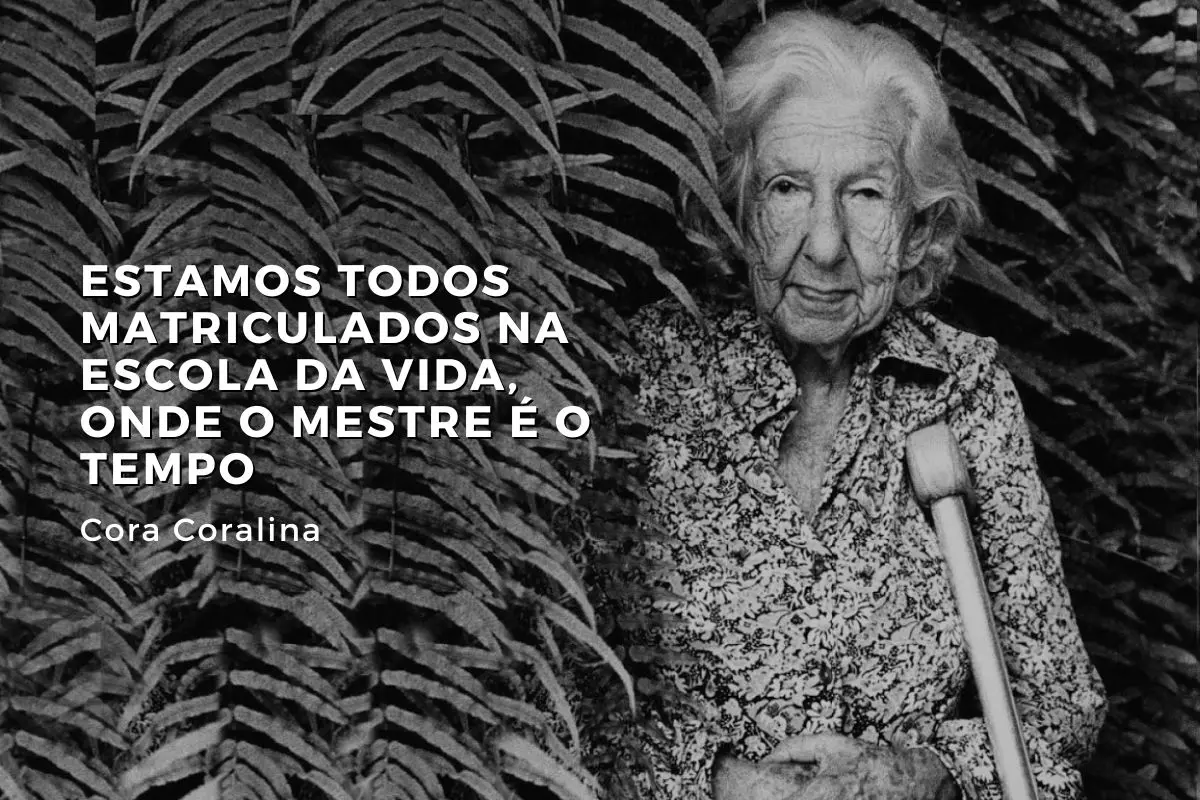 ESTAMOS TODOS
MATRICULADOS NA
ESCOLA DA VIDA,
ONDE O MESTRE É O
TEMPO
Cora Coralina